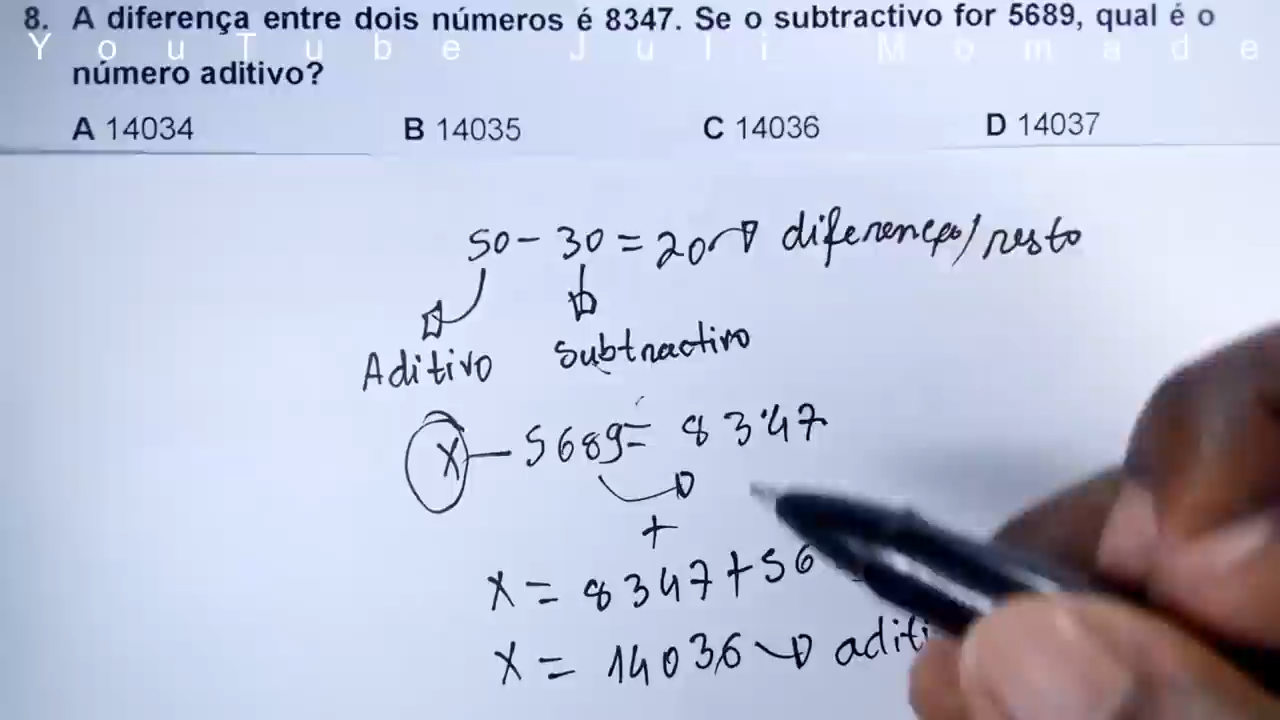 8. A diferença entre dois números é 8347. Se o subtractivo for 5689, qual é o
YouTube Juli Momade
número aditivo?
A 14034 B 14035 C 14036 D 14037
50 - 30 = 20 diferença/resto
Aditivo Subtractivo
X - 5689 = 8347
+
X = 8347 + 56
X = 14036 aditi